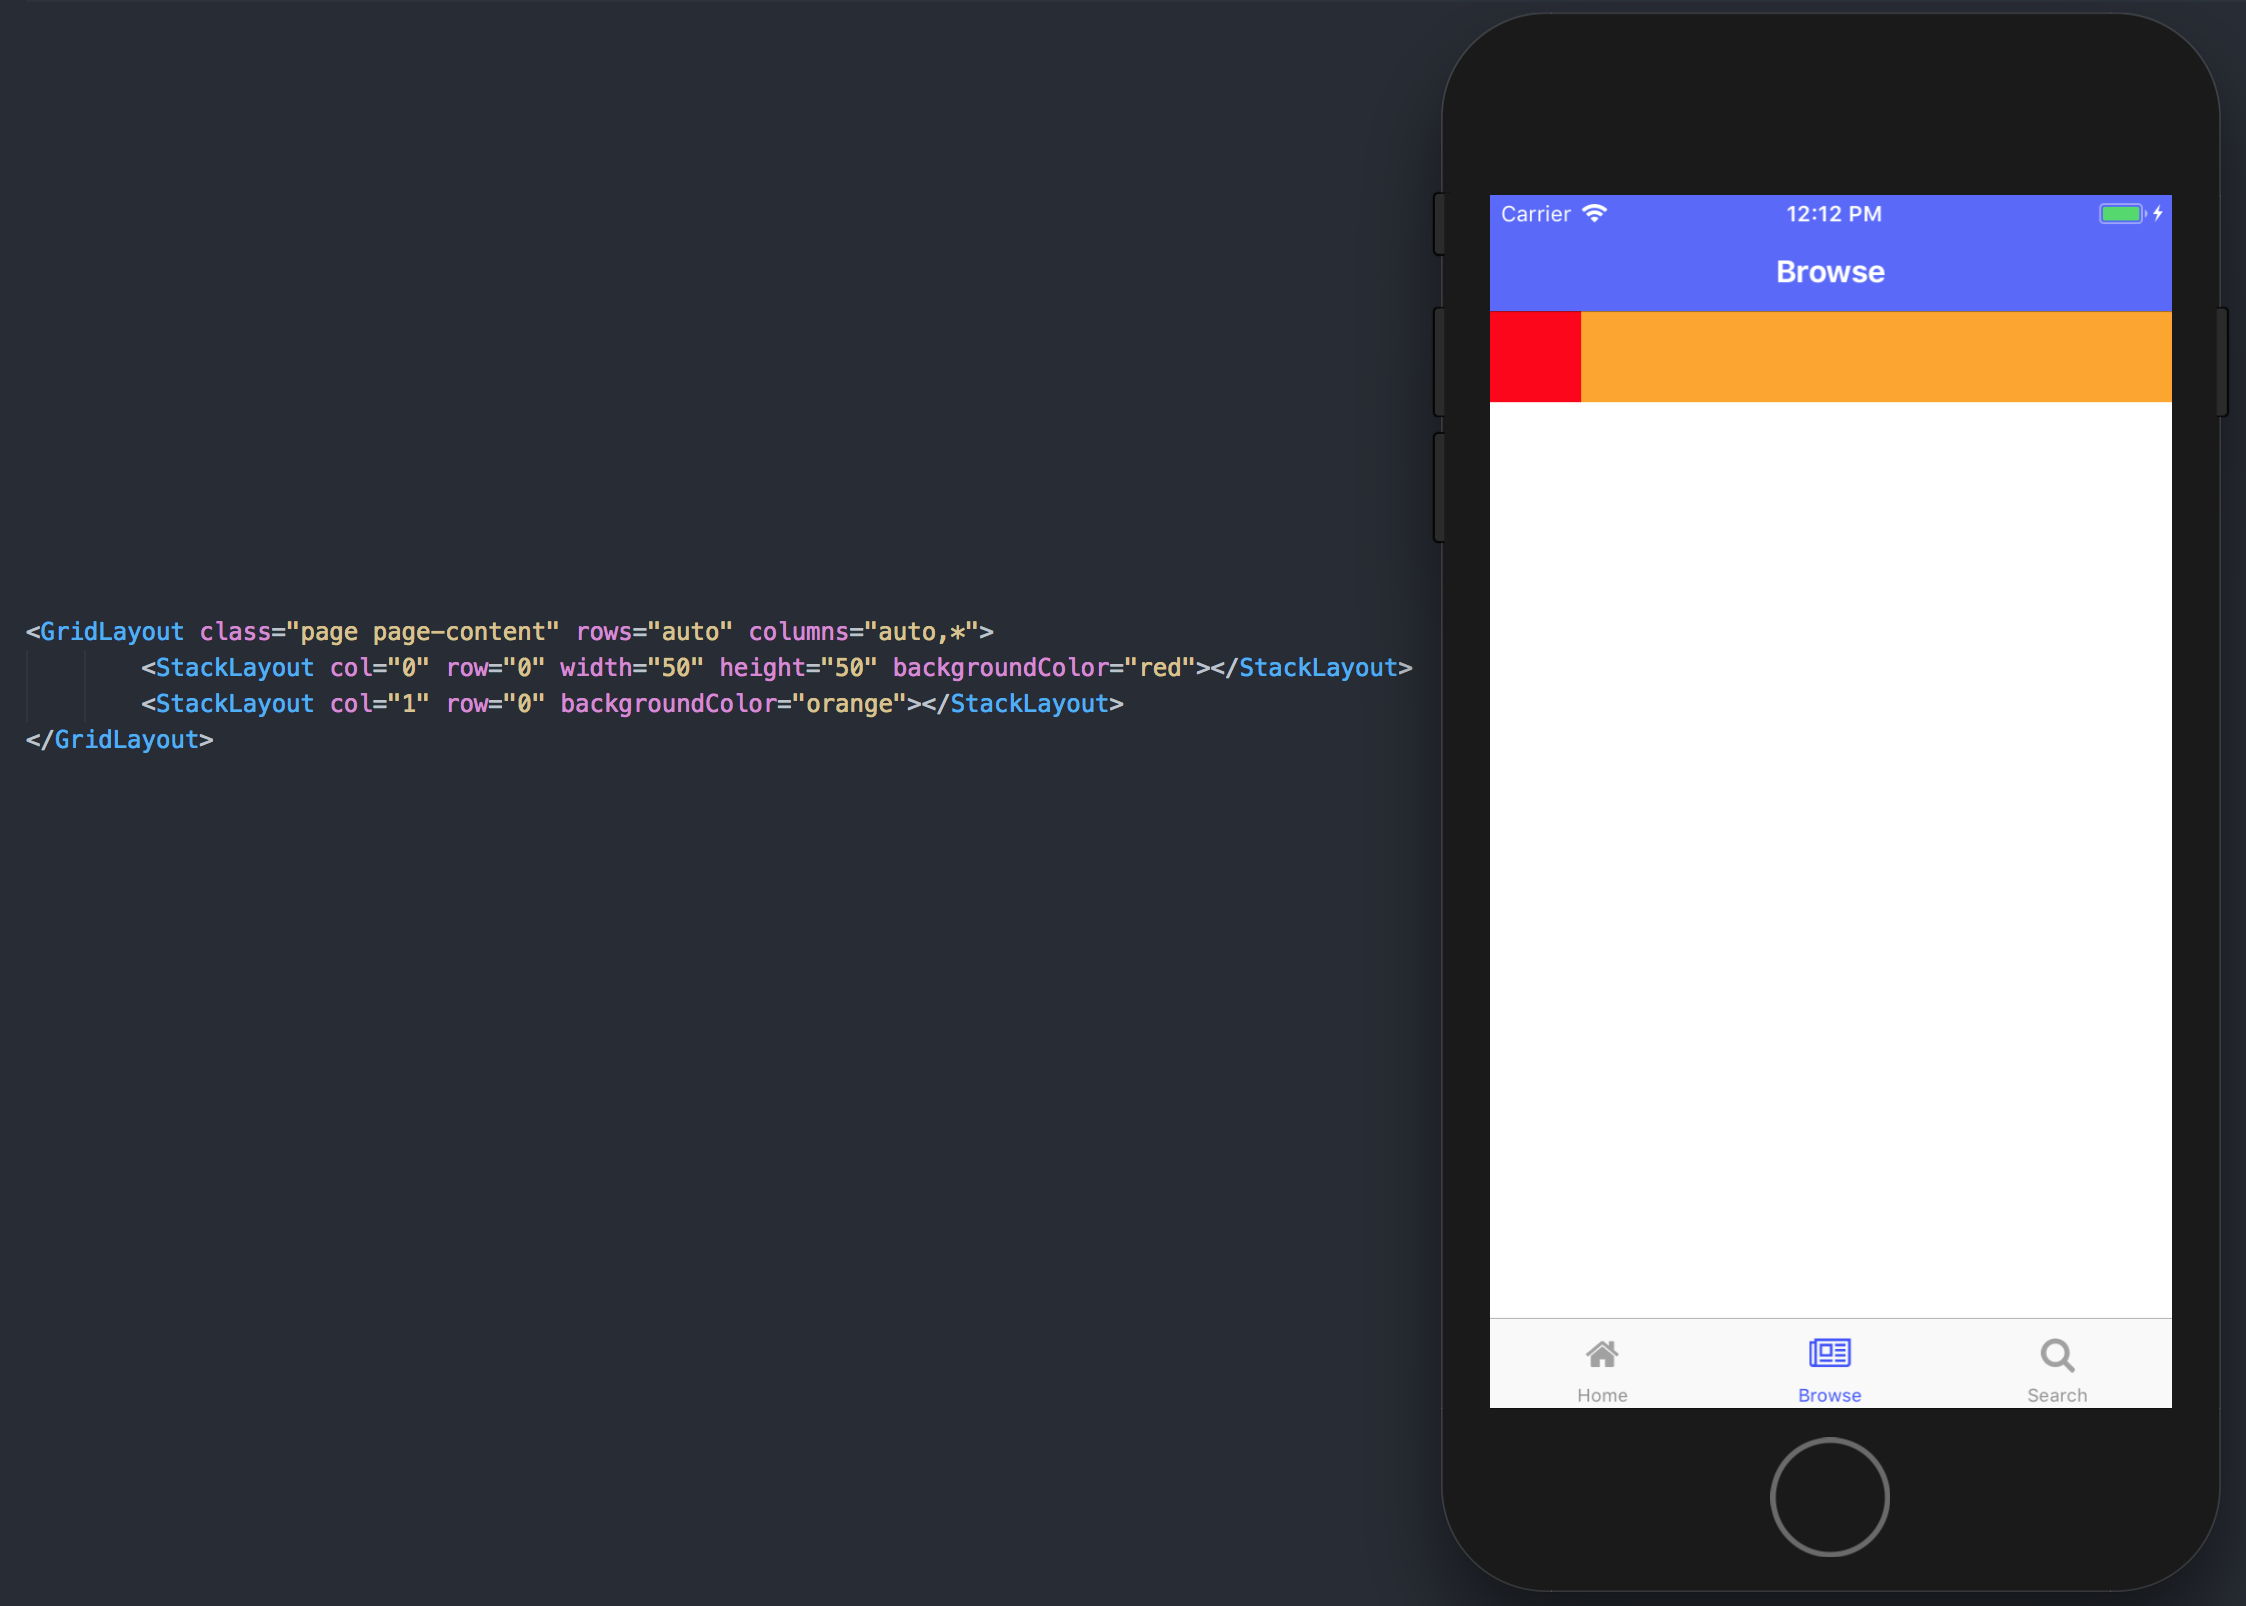 <GridLayout class="page page-content" rows="auto" columns="auto,*">
<StackLayout col="0" row="0" width="50" height="50" backgroundColor="red"></StackLayout>
<StackLayout col="1" row="0" backgroundColor="orange"></StackLayout>
</GridLayout>
Carrier 12:12 PM
Browse
Home Browse Search